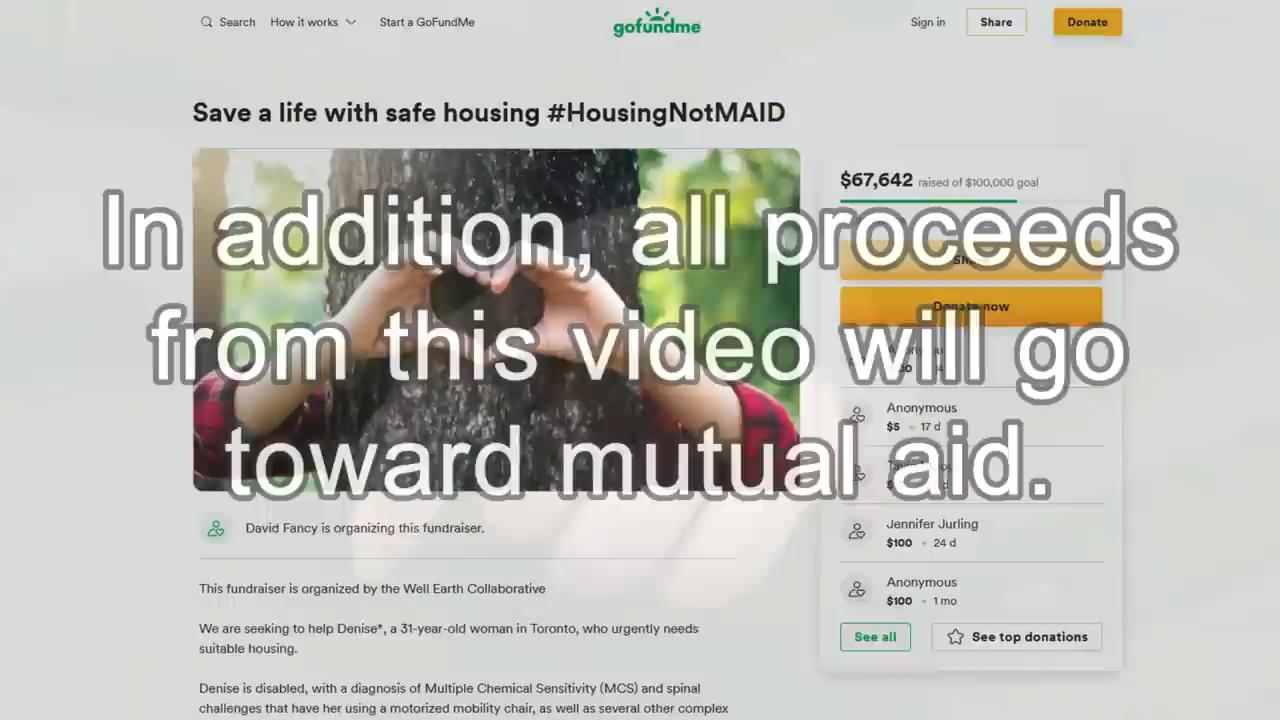 Search How it works Start a GoFundMe gofundme Sign in Share Donate
Save a life with safe housing #HousingNotMAID
$67,642 raised of $100,000 goal
In addition, all proceeds
Donate now
from this video will go
Anonymous
$5 • 17 d
toward mutual aid.
David Fancy is organizing this fundraiser.
Jennifer Jurling
$100 • 24 d
This fundraiser is organized by the Well Earth Collaborative
Anonymous
$100 • 1 mo
We are seeking to help Denise*, a 31-year-old woman in Toronto, who urgently needs
suitable housing.
See all See top donations
Denise is disabled, with a diagnosis of Multiple Chemical Sensitivity (MCS) and spinal
challenges that have her using a motorized mobility chair, as well as several other complex